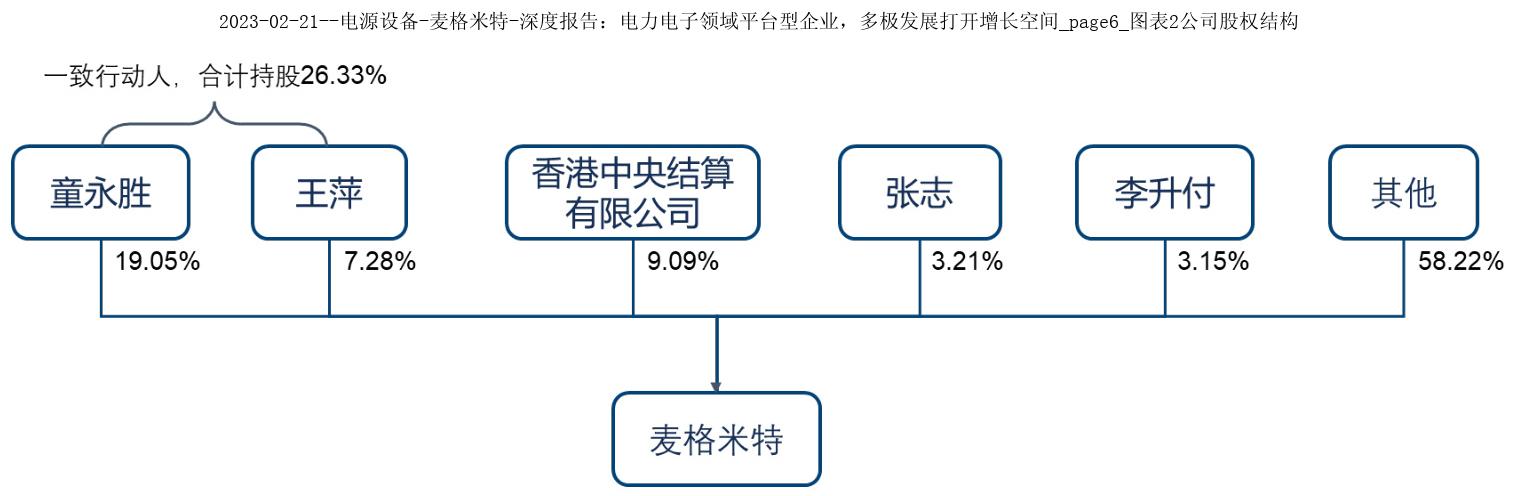 2023-02-21--电源设备-麦格米特-深度报告：电力电子领域平台型企业，多极发展打开增长空间_page6_图表2公司股权结构
一致行动人，合计持股26.33%
童永胜
王萍
香港中央结算
有限公司
张志
李升付
其他
19.05%
7.28%
9.09%
3.21%
3.15%
58.22%
麦格米特